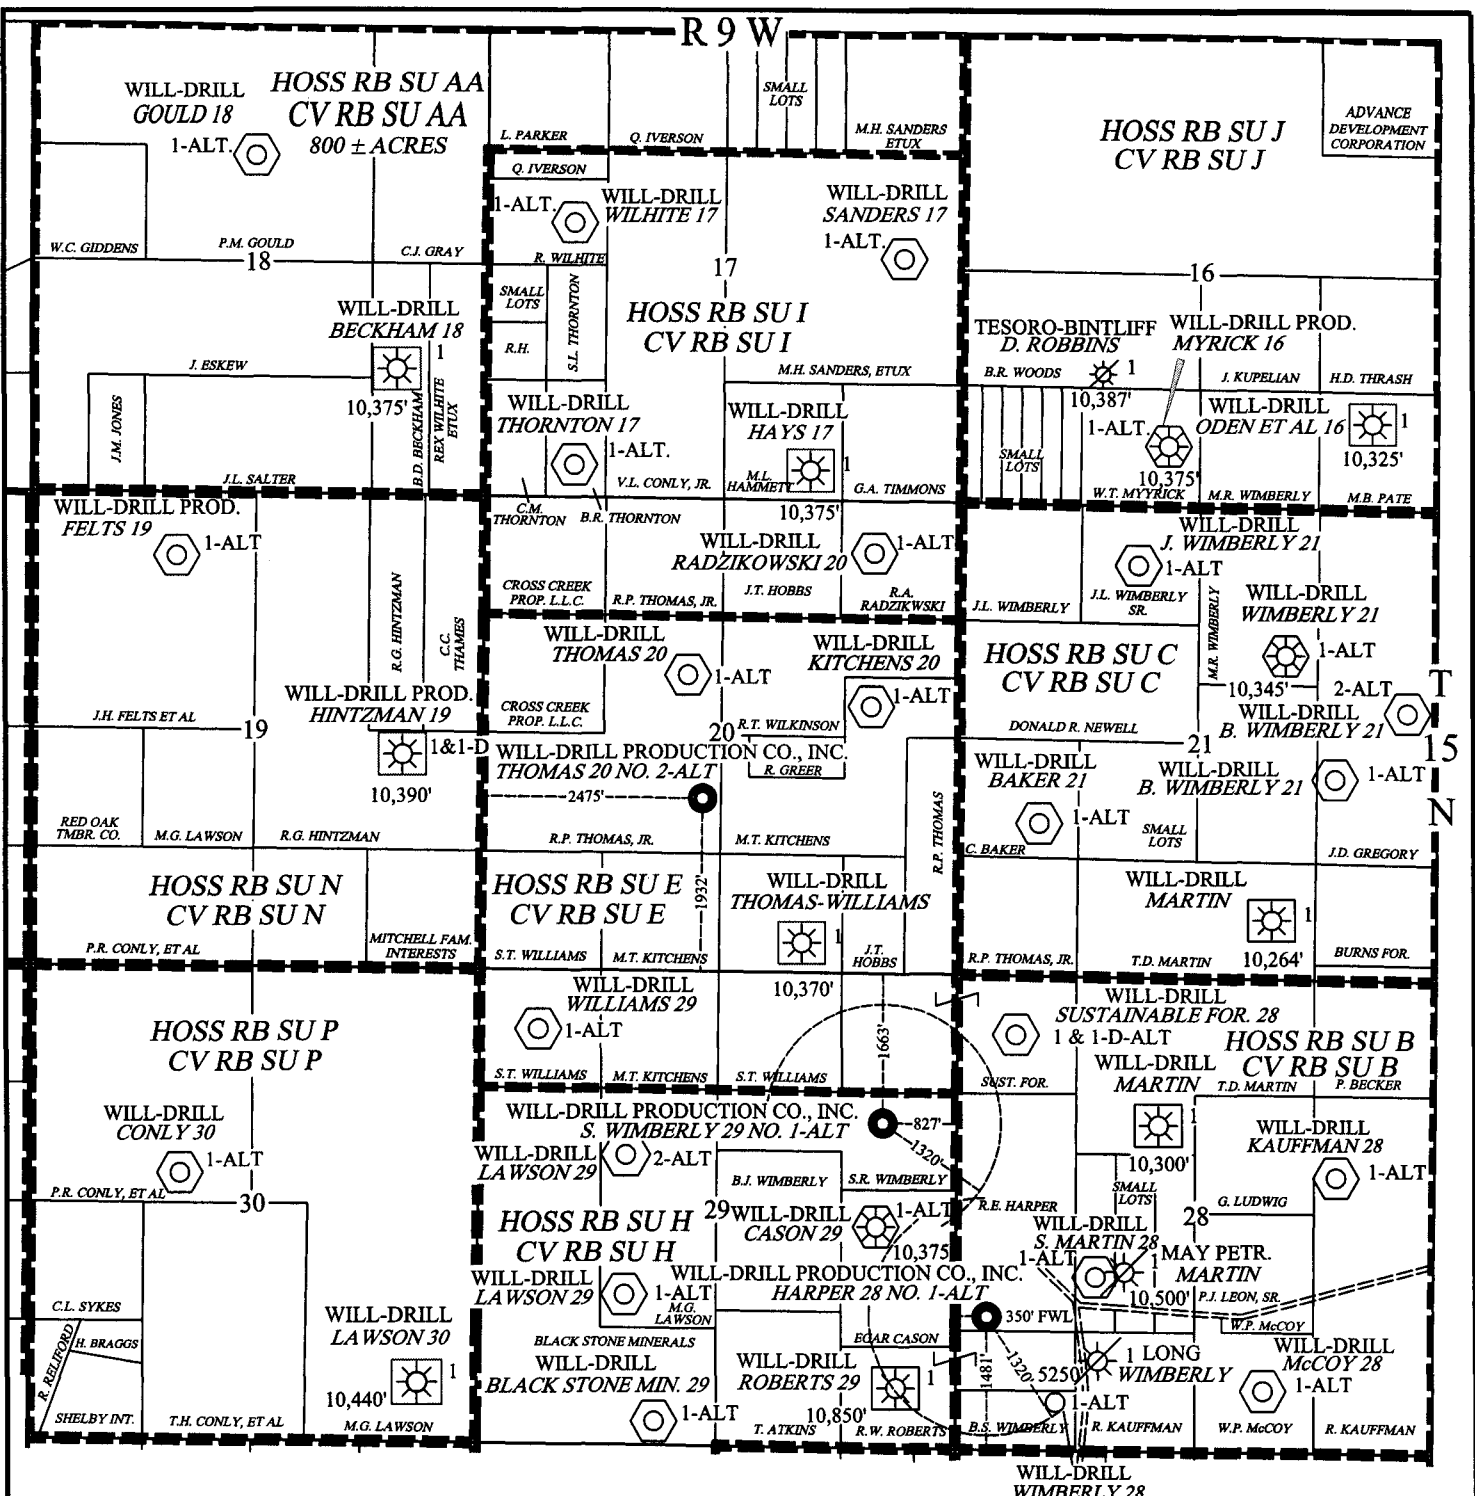 R 9 W
WILL-DRILL
GOULD 18
1-ALT.
HOSS RB SU AA
CV RB SU AA
800 ± ACRES
W.C. GIDDENS
P.M. GOULD
C.J. GRAY
18
WILL-DRILL
BECKHAM 18
1
10,375'
J. ESKEW
J.M. JONES
B.D. BECKHAM
REX WILHITE
ETUX
J.L. SALTER
L. PARKER
Q. IVERSON
SMALL
LOTS
M.H. SANDERS
ETUX
Q. IVERSON
1-ALT.
WILL-DRILL
WILHITE 17
WILL-DRILL
SANDERS 17
1-ALT.
R. WILHITE
17
SMALL
LOTS
S.L. THORNTON
R.H.
HOSS RB SU I
CV RB SU I
M.H. SANDERS, ETUX
WILL-DRILL
THORNTON 17
1-ALT.
WILL-DRILL
HAYS 17
1
M.L.
HAMMETT
10,375'
V.L. CONLY, JR.
G.A. TIMMONS
C.M.
THORNTON
B.R. THORNTON
HOSS RB SU J
CV RB SU J
ADVANCE
DEVELOPMENT
CORPORATION
16
TESORO-BINTLIFF
D. ROBBINS
1
10,387'
WILL-DRILL PROD.
MYRICK 16
1-ALT.
10,375'
B.R. WOODS
J. KUPELIAN
H.D. THRASH
WILL-DRILL
ODEN ET AL 16
1
10,325'
SMALL
LOTS
W.T. MYYRICK
M.R. WIMBERLY
M.B. PATE
WILL-DRILL PROD.
FELTS 19
1-ALT
R.G. HINTZMAN
C.C.
THAMES
WILL-DRILL PROD.
HINTZMAN 19
1&1-D
10,390'
J.H. FELTS ET AL
19
RED OAK
TMBR. CO.
M.G. LAWSON
R.G. HINTZMAN
HOSS RB SU N
CV RB SU N
P.R. CONLY, ET AL
MITCHELL FAM.
INTERESTS
WILL-DRILL
RADZIKOWSKI 20
1-ALT
CROSS CREEK
PROP. L.L.C.
R.P. THOMAS, JR.
J.T. HOBBS
R.A.
RADZIKWSKI
WILL-DRILL
THOMAS 20
1-ALT
WILL-DRILL
KITCHENS 20
1-ALT
CROSS CREEK
PROP. L.L.C.
20
R.T. WILKINSON
WILL-DRILL PRODUCTION CO., INC.
THOMAS 20 NO. 2-ALT
R. GREER
2475'
1932'
R.P. THOMAS, JR.
M.T. KITCHENS
R.P. THOMAS
HOSS RB SU E
CV RB SU E
WILL-DRILL
THOMAS-WILLIAMS
1
10,370'
S.T. WILLIAMS
M.T. KITCHENS
J.T.
HOBBS
WILL-DRILL
J. WIMBERLY 21
1-ALT
J.L. WIMBERLY
J.L. WIMBERLY
SR.
M.R. WIMBERLY
WILL-DRILL
WIMBERLY 21
1-ALT
10,345'
HOSS RB SU C
CV RB SU C
2-ALT
WILL-DRILL
B. WIMBERLY 21
T
15
N
DONALD R. NEWELL
21
WILL-DRILL
BAKER 21
1-ALT
WILL-DRILL
B. WIMBERLY 21
1-ALT
SMALL
LOTS
C. BAKER
J.D. GREGORY
WILL-DRILL
MARTIN
1
10,264'
R.P. THOMAS, JR.
T.D. MARTIN
BURNS FOR.
HOSS RB SU P
CV RB SU P
WILL-DRILL
CONLY 30
1-ALT
P.R. CONLY, ET AL
30
C.L. SYKES
R. RELIFORD
H. BRAGGS
WILL-DRILL
LAWSON 30
1
10,440'
SHELBY INT.
T.H. CONLY, ET AL
M.G. LAWSON
WILL-DRILL
WILLIAMS 29
1-ALT
1663'
S.T. WILLIAMS
M.T. KITCHENS
S.T. WILLIAMS
WILL-DRILL PRODUCTION CO., INC.
S. WIMBERLY 29 NO. 1-ALT
827'
1320'
WILL-DRILL
LAWSON 29
2-ALT
B.J. WIMBERLY
S.R. WIMBERLY
HOSS RB SU H
CV RB SU H
29
WILL-DRILL
CASON 29
1-ALT
10,375'
WILL-DRILL
LAWSON 29
1-ALT
M.G.
LAWSON
WILL-DRILL PRODUCTION CO., INC.
HARPER 28 NO. 1-ALT
BLACK STONE MINERALS
EGAR CASON
WILL-DRILL
BLACK STONE MIN. 29
1-ALT
WILL-DRILL
ROBERTS 29
1
10,850'
T. ATKINS
R.W. ROBERTS
WILL-DRILL
SUSTAINABLE FOR. 28
1 & 1-D-ALT
HOSS RB SU B
CV RB SU B
SUST. FOR.
WILL-DRILL
MARTIN
1
10,300'
T.D. MARTIN
P. BECKER
WILL-DRILL
KAUFFMAN 28
1-ALT
SMALL
LOTS
R.E. HARPER
28
G. LUDWIG
WILL-DRILL
S. MARTIN 28
1-ALT
MAY PETR.
MARTIN
1
10,500'
P.J. LEON, SR.
W.P. McCOY
350' FWL
1481'
1320'
5250'
1 LONG
WIMBERLY
WILL-DRILL
McCOY 28
1-ALT
1-ALT
B.S. WIMBERLY
R. KAUFFMAN
W.P. McCOY
R. KAUFFMAN
WILL-DRILL
WIMBERLY 28